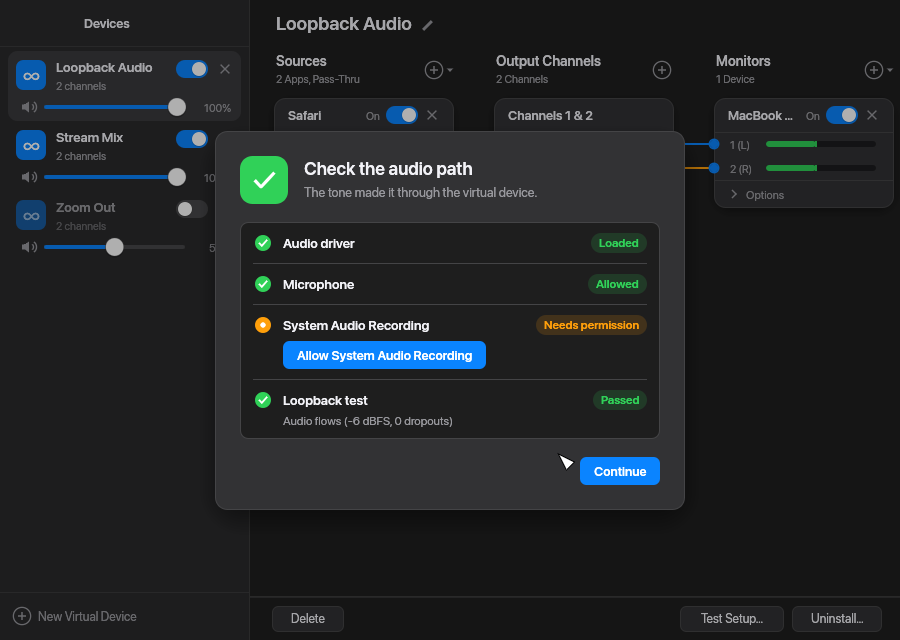 Devices
Loopback Audio
2 channels
100%
Stream Mix
2 channels
10
Zoom Out
2 channels
5
New Virtual Device
Loopback Audio
Sources
2 Apps, Pass-Thru
Output Channels
2 Channels
Monitors
1 Device
Safari
On
Channels 1 & 2
MacBook ...
On
1 (L)
2 (R)
Options
Check the audio path
The tone made it through the virtual device.
Audio driver
Loaded
Microphone
Allowed
System Audio Recording
Needs permission
Allow System Audio Recording
Loopback test
Passed
Audio flows (-6 dBFS, 0 dropouts)
Continue
Delete
Test Setup...
Uninstall...